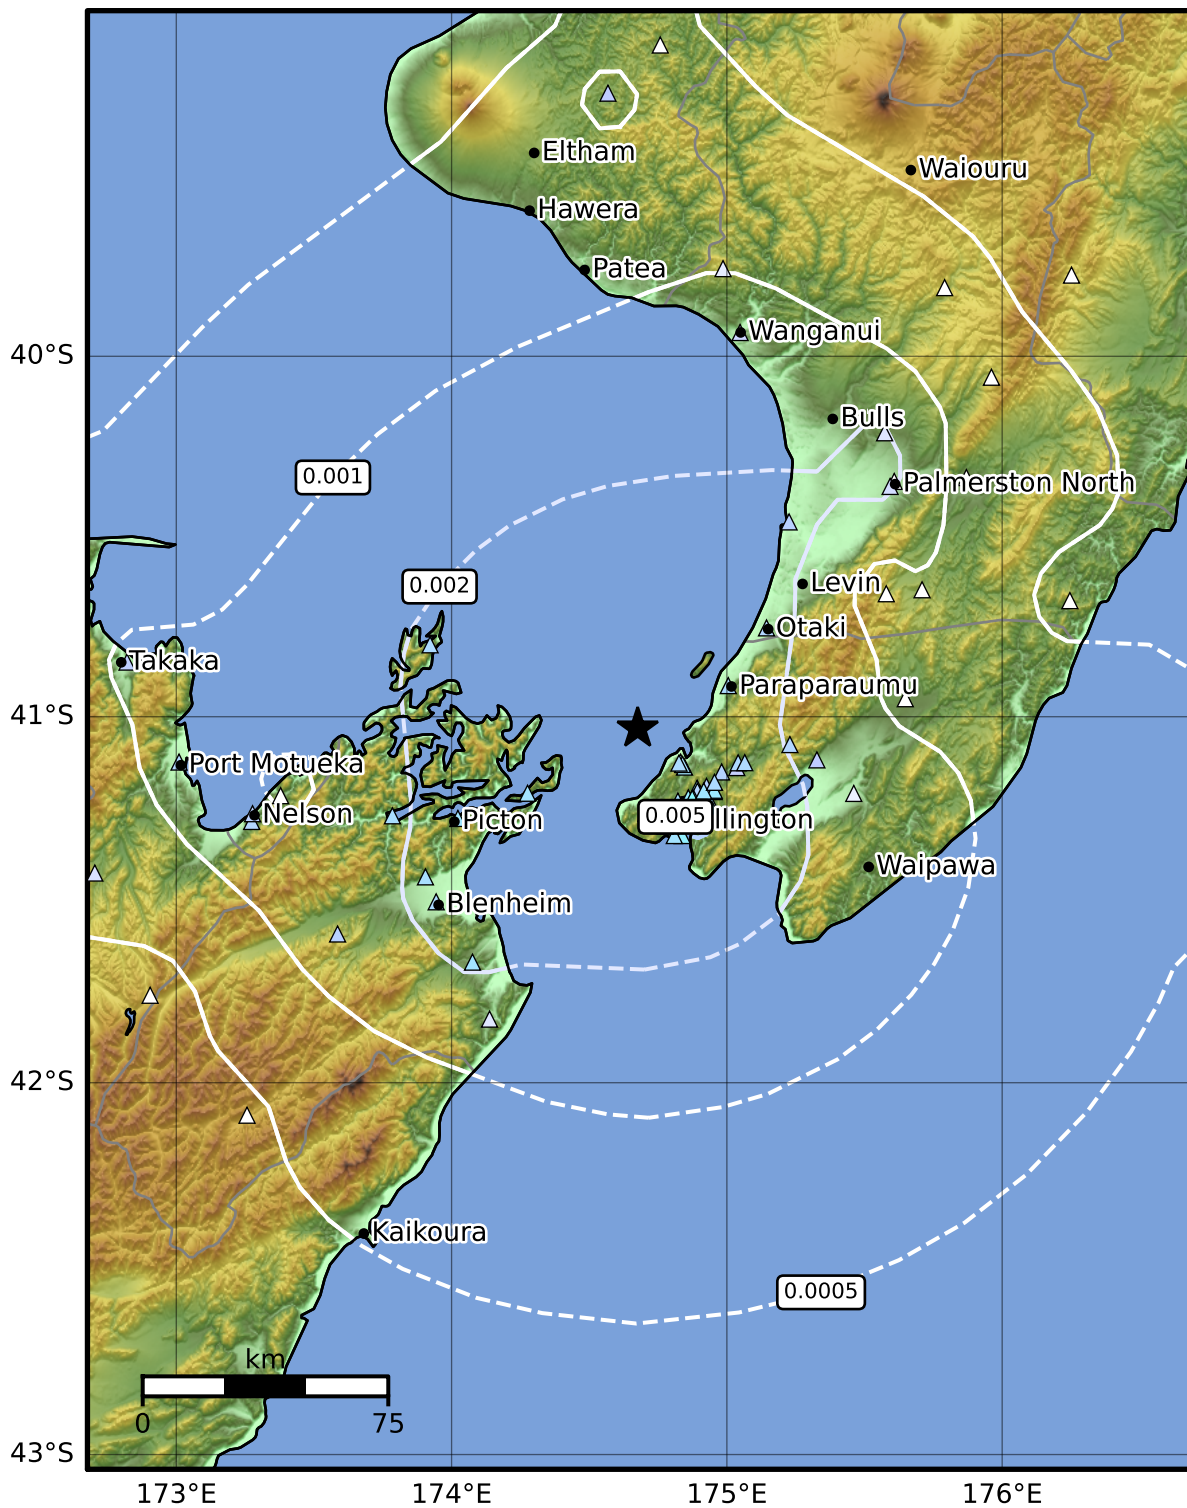 Eltham
Waiouru
Hawera
Patea
Wanganui
40°S
Bulls
0.001
Palmerston North
0.002
Levin
Otaki
Takaka
Paraparaumu
41°S
Port Motueka
Nelson
0.005
llington
Picton
Waipawa
Blenheim
42°S
Kaikoura
0.0005
km
0
75
43°S
173°E
174°E
175°E
176°E